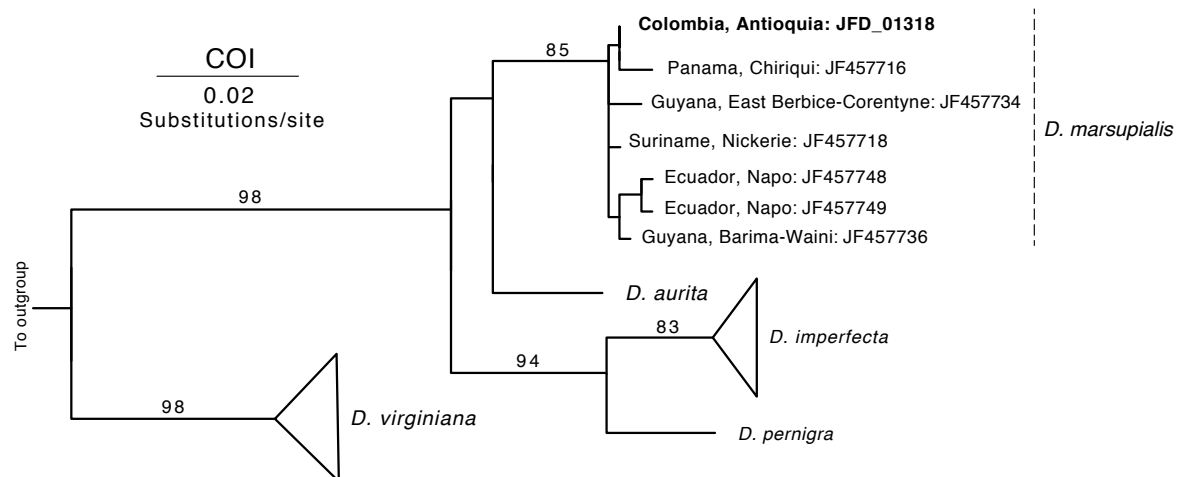 COI
0.02
Substitutions/site
To outgroup
98
98
85
94
83
Colombia, Antioquia: JFD_01318
Panama, Chiriqui: JF457716
Guyana, East Berbice-Corentyne: JF457734
Suriname, Nickerie: JF457718
Ecuador, Napo: JF457748
Ecuador, Napo: JF457749
Guyana, Barima-Waini: JF457736
D. marsupialis
D. aurita
D. imperfecta
D. pernigra
D. virginiana